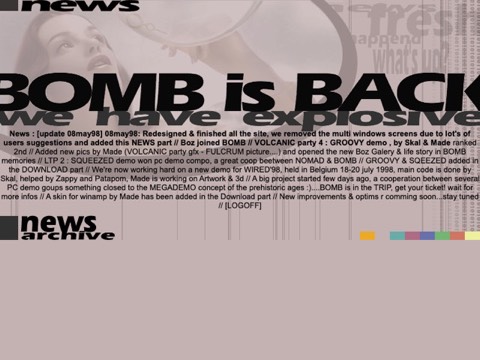 news
fresh
happend
what's up?
BOMB is BACK
we have explosive
News : [update 08may98] 08may98: Redesigned & finished all the site, we removed the multi windows screens due to lot's of
users suggestions and added this NEWS part // Boz joined BOMB // VOLCANIC party 4 : GROOVY demo , by Skal & Made ranked
2nd // Added new pics by Made (VOLCANIC party.gfx - FULCRUM picture,...) and opened the new Boz Galery & life story in BOMB
memories // LTP 2 : SQUEEZED demo won pc demo compo, a great coop beetween NOMAD & BOMB // GROOVY & SQEEZED added in
the DOWNLOAD part // We're now working hard on a new demo for WIRED'98, held in Belgium 18-20 july 1998, main code is done by
Skal, helped by Zappy and Pataporn, Made is working on Artwork & 3d // A big project started few days ago, a cooperation between several
PC demo goups something closed to the MEGADEMO concept of the prehistoric ages :)....BOMB is in the TRiP, get your ticket! wait for
more infos // A skin for winamp by Made has been added in the Download part // New improvements & optims r comming soon...stay tuned
// [LOGOFF]
news
archive